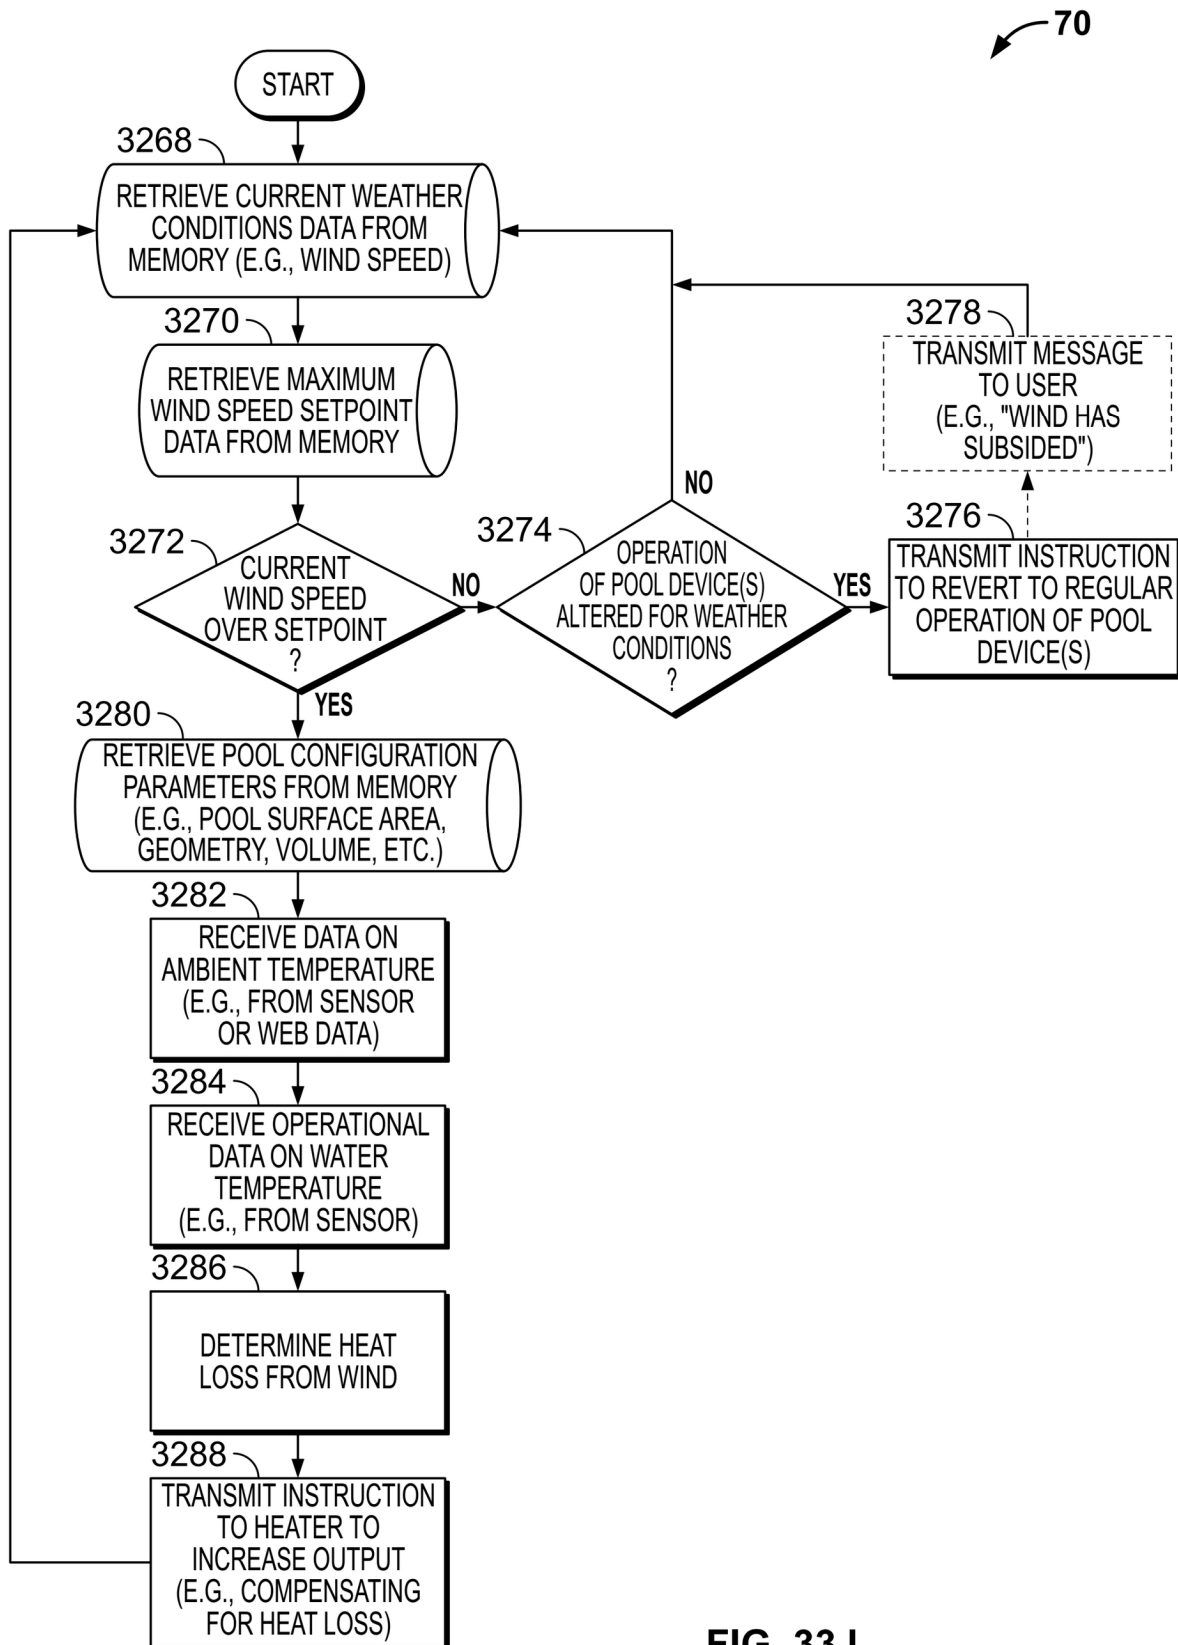 70
START
3268
RETRIEVE CURRENT WEATHER
CONDITIONS DATA FROM
MEMORY (E.G., WIND SPEED)
3270
RETRIEVE MAXIMUM
WIND SPEED SETPOINT
DATA FROM MEMORY
3272
CURRENT
WIND SPEED
OVER SETPOINT
?
NO
YES
3274
OPERATION
OF POOL DEVICE(S)
ALTERED FOR WEATHER
CONDITIONS
?
NO
YES
3278
TRANSMIT MESSAGE
TO USER
(E.G., "WIND HAS
SUBSIDED")
3276
TRANSMIT INSTRUCTION
TO REVERT TO REGULAR
OPERATION OF POOL
DEVICE(S)
3280
RETRIEVE POOL CONFIGURATION
PARAMETERS FROM MEMORY
(E.G., POOL SURFACE AREA,
GEOMETRY, VOLUME, ETC.)
3282
RECEIVE DATA ON
AMBIENT TEMPERATURE
(E.G., FROM SENSOR
OR WEB DATA)
3284
RECEIVE OPERATIONAL
DATA ON WATER
TEMPERATURE
(E.G., FROM SENSOR)
3286
DETERMINE HEAT
LOSS FROM WIND
3288
TRANSMIT INSTRUCTION
TO HEATER TO
INCREASE OUTPUT
(E.G., COMPENSATING
FOR HEAT LOSS)
FIG. 33